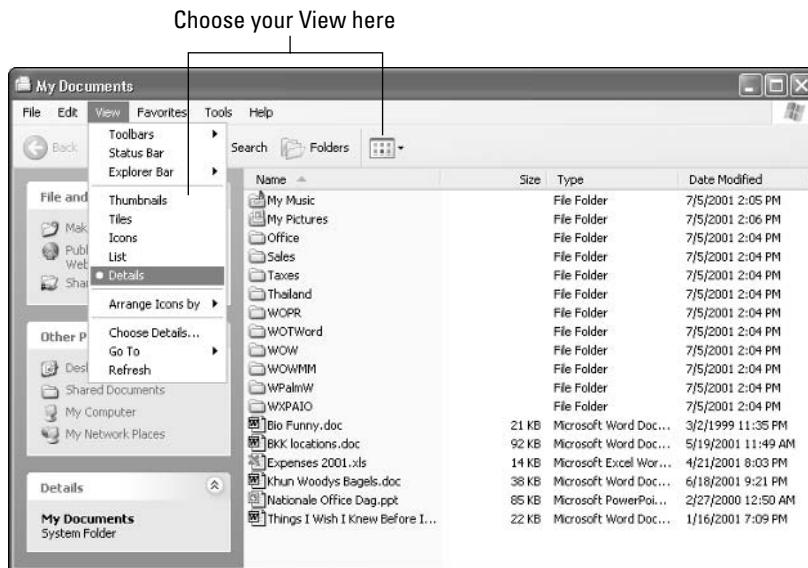 Choose your View here
My Documents
File Edit View Favorites Tools Help
Back Search Folders
Toolbars
Status Bar
Explorer Bar
Thumbnails
Tiles
Icons
List
Details
Arrange Icons by
Choose Details...
Go To
Refresh
File and
Mak
Publ
Web
Shar
Other P
Desk
Shared Documents
My Computer
My Network Places
Details
My Documents
System Folder
Name Size Type Date Modified
My Music File Folder 7/5/2001 2:05 PM
My Pictures File Folder 7/5/2001 2:06 PM
Office File Folder 7/5/2001 2:04 PM
Sales File Folder 7/5/2001 2:04 PM
Taxes File Folder 7/5/2001 2:04 PM
Thailand File Folder 7/5/2001 2:04 PM
WOPR File Folder 7/5/2001 2:04 PM
WOTWord File Folder 7/5/2001 2:04 PM
WOW File Folder 7/5/2001 2:04 PM
WOWMM File Folder 7/5/2001 2:04 PM
WPalmW File Folder 7/5/2001 2:04 PM
WXPAIO File Folder 7/5/2001 2:04 PM
Bio Funny.doc 21 KB Microsoft Word Doc... 3/2/1999 11:35 PM
BKK locations.doc 92 KB Microsoft Word Doc... 5/19/2001 11:49 AM
Expenses 2001.xls 14 KB Microsoft Excel Wor... 4/21/2001 8:03 PM
Khun Woodys Bagels.doc 38 KB Microsoft Word Doc... 6/18/2001 9:21 PM
Nationale Office Dag.ppt 85 KB Microsoft PowerPoi... 2/27/2000 12:50 AM
Things I Wish I Knew Before I... 22 KB Microsoft Word Doc... 1/16/2001 7:09 PM